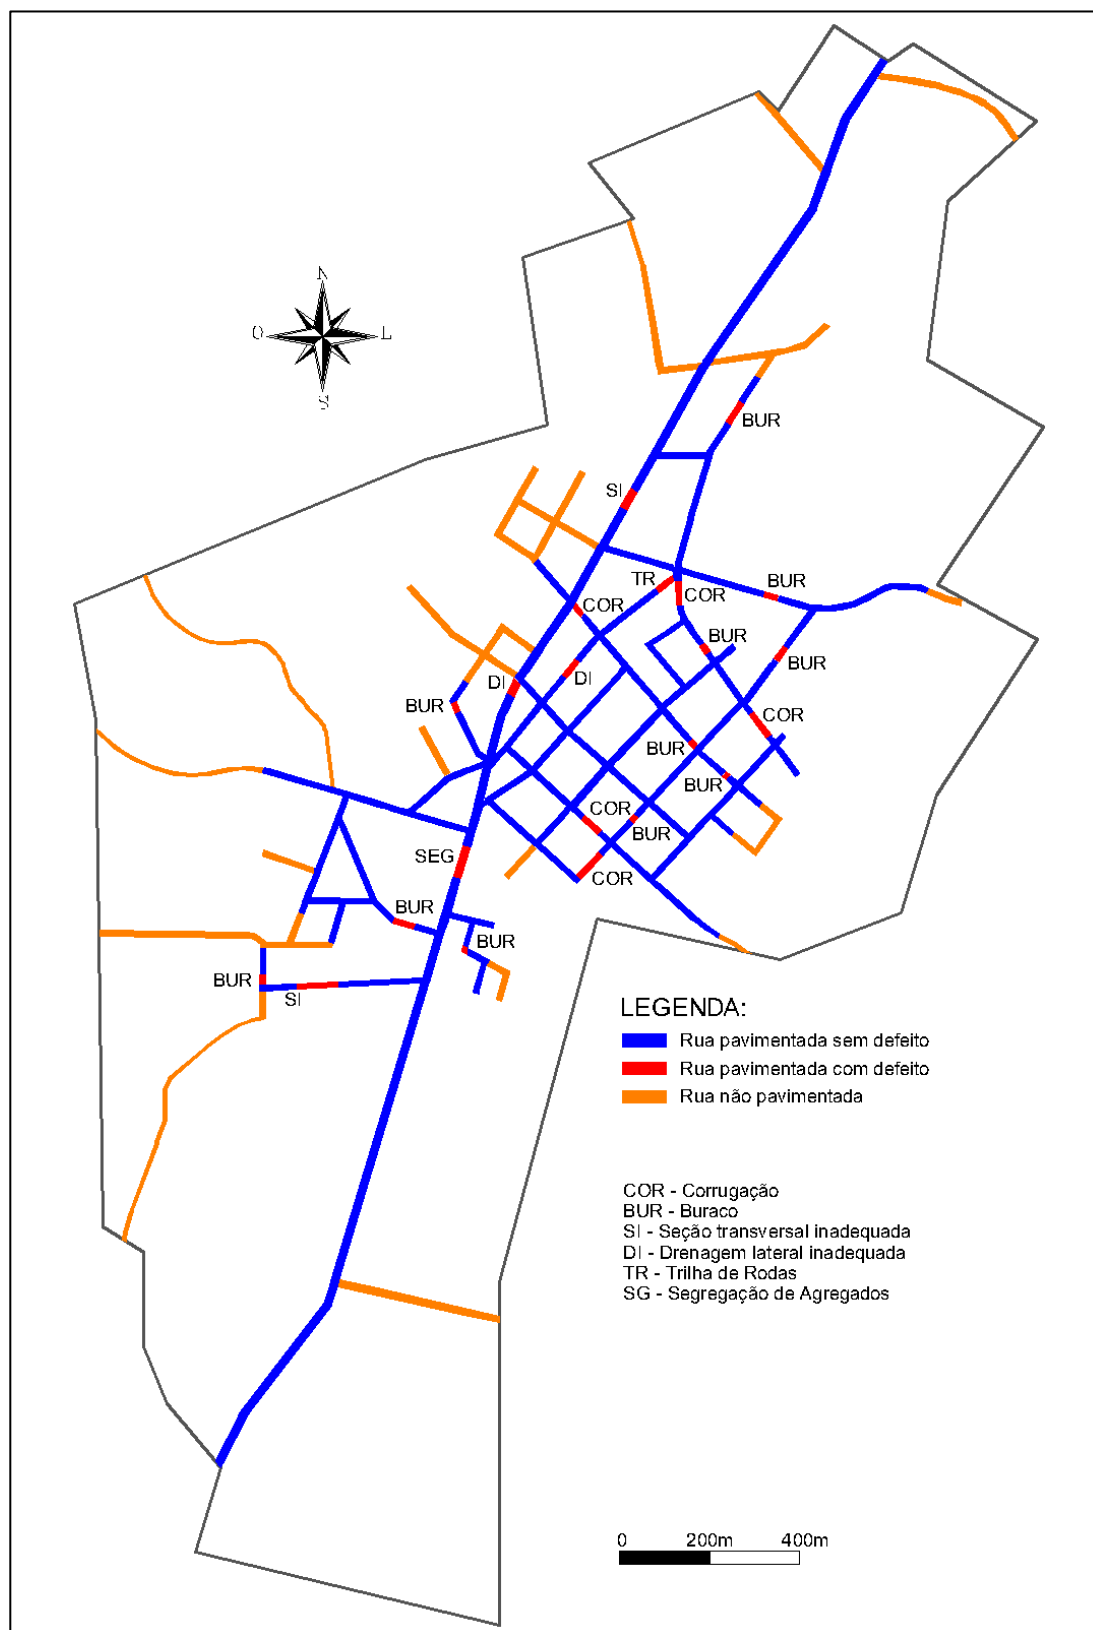 N
O
L
S
BUR
SI
TR
BUR
COR
COR
BUR
BUR
DI
DI
BUR
COR
BUR
BUR
COR
BUR
SEG
COR
BUR
BUR
BUR
SI
LEGENDA:
Rua pavimentada sem defeito
Rua pavimentada com defeito
Rua não pavimentada
COR - Corrugação
BUR - Buraco
SI - Seção transversal inadequada
DI - Drenagem lateral inadequada
TR - Trilha de Rodas
SG - Segregação de Agregados
0 200m 400m